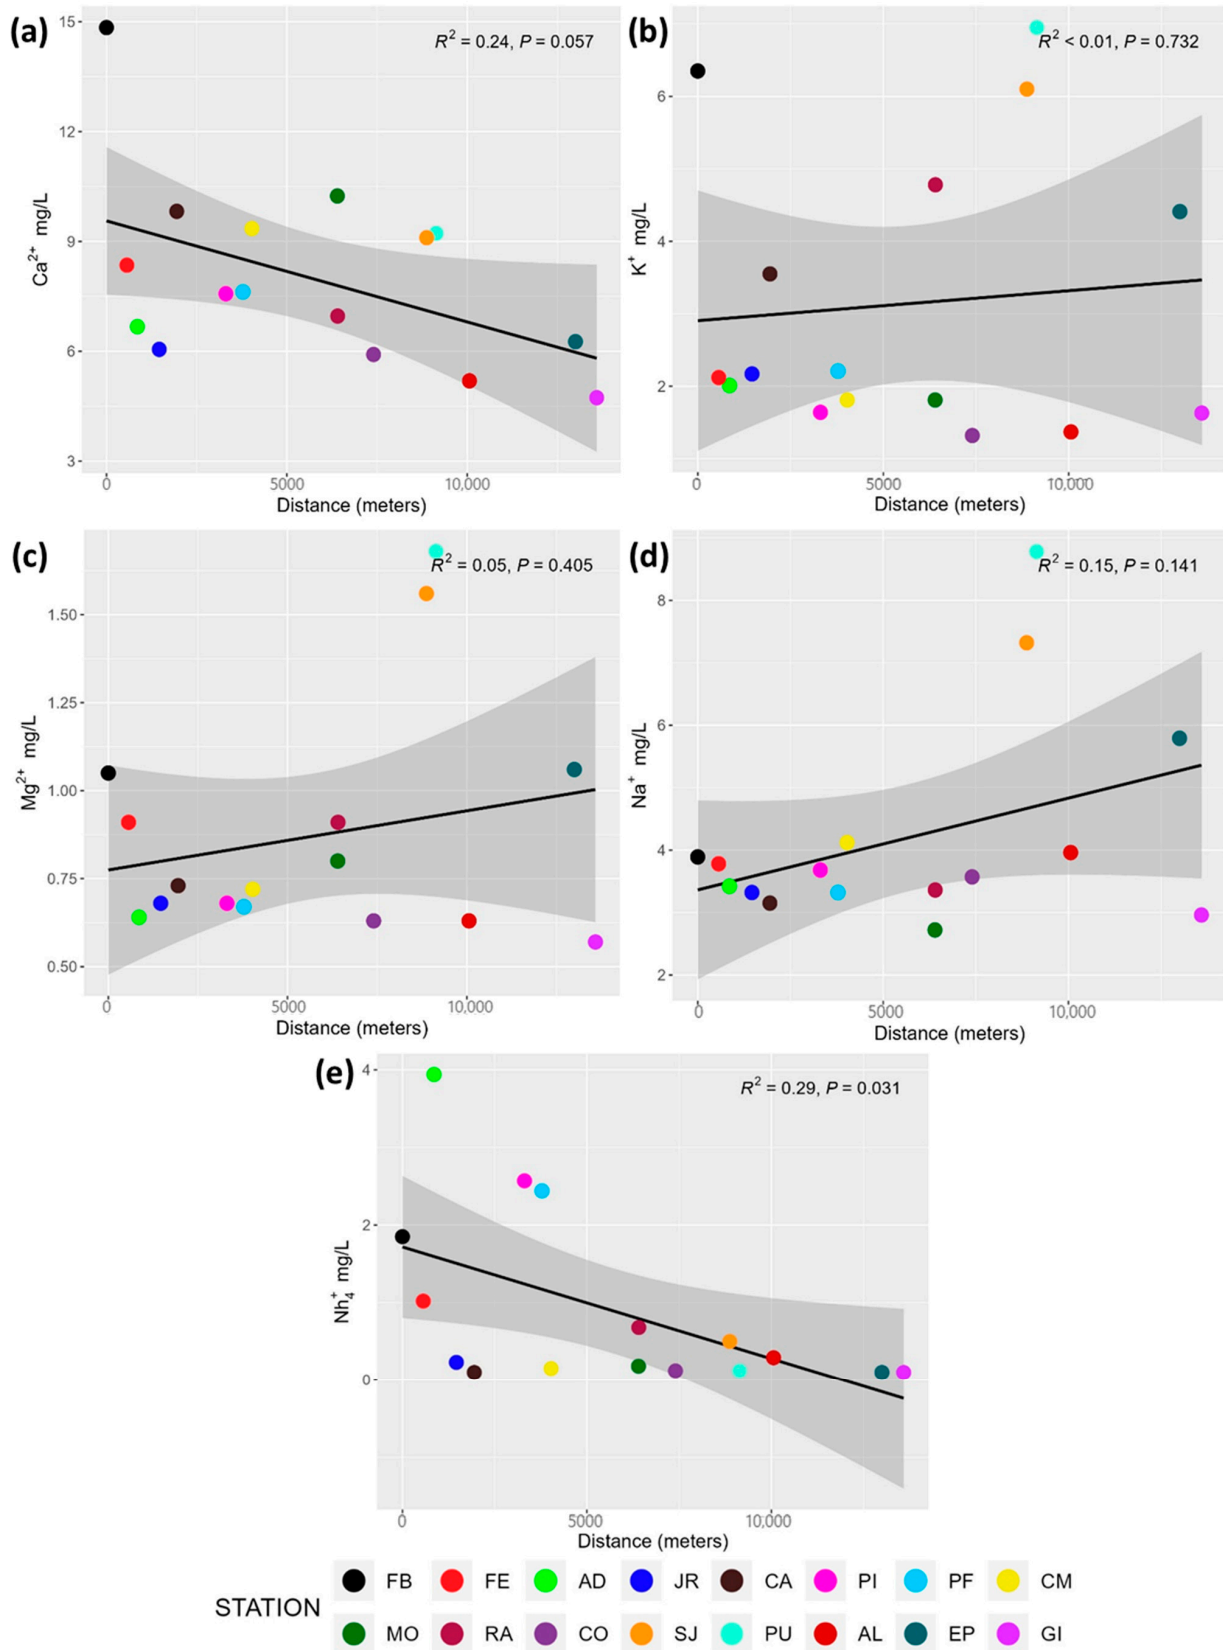 (a)
R² = 0.24, P = 0.057
15
12
9
6
3
Ca²⁺ mg/L
0 5000 10,000
Distance (meters)
(b)
R² < 0.01, P = 0.732
6
4
2
K⁺ mg/L
0 5000 10,000
Distance (meters)
(c)
R² = 0.05, P = 0.405
1.50
1.25
1.00
0.75
0.50
Mg²⁺ mg/L
0 5000 10,000
Distance (meters)
(d)
R² = 0.15, P = 0.141
8
6
4
2
Na⁺ mg/L
0 5000 10,000
Distance (meters)
(e)
R² = 0.29, P = 0.031
4
2
0
Nh₄⁺ mg/L
0 5000 10,000
Distance (meters)
STATION
FB FE AD JR CA PI PF CM
MO RA CO SJ PU AL EP GI